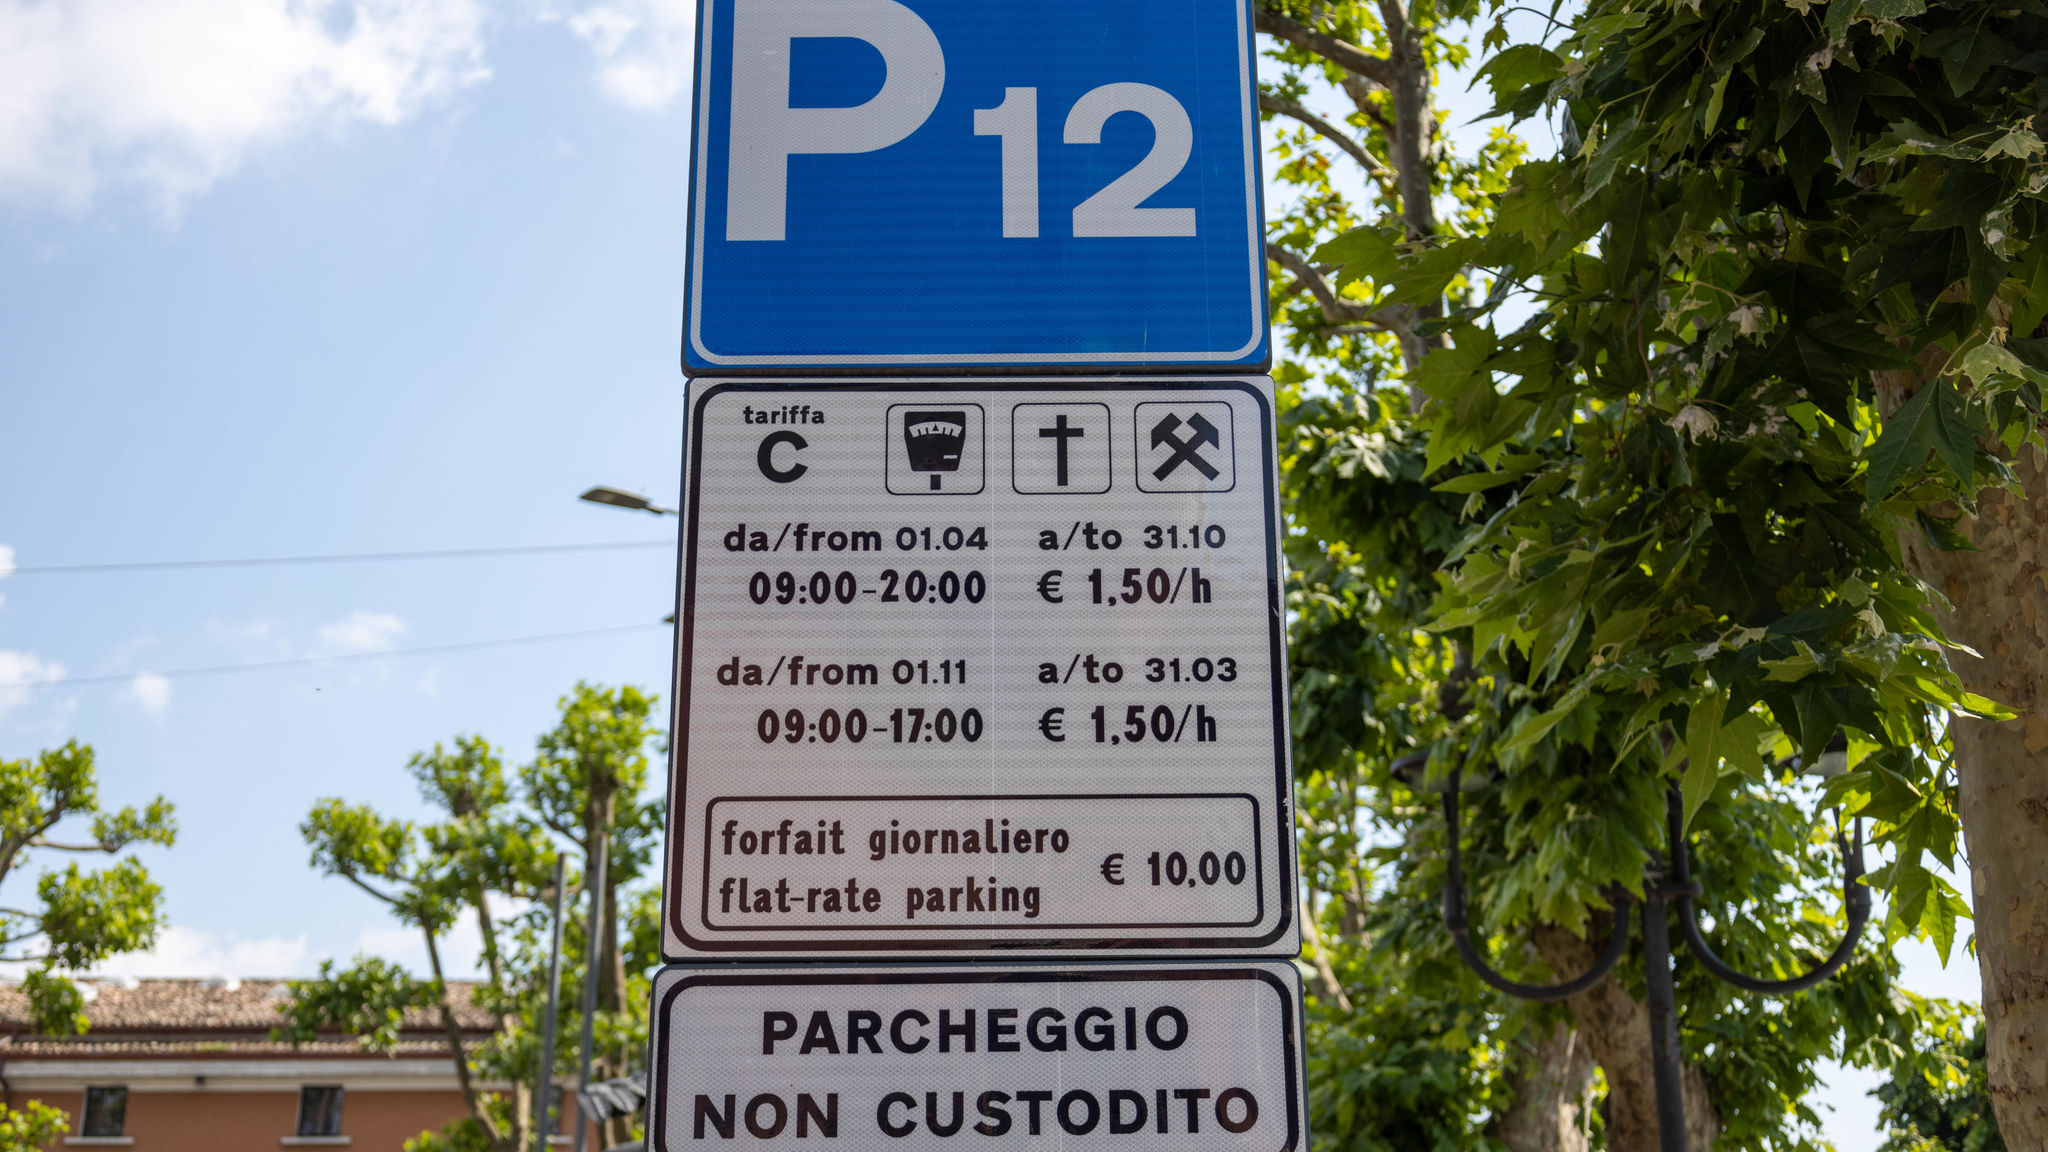 P 12
tariffa
C
da/from 01.04 a/to 31.10
09:00-20:00 € 1,50/h
da/from 01.11 a/to 31.03
09:00-17:00 € 1,50/h
forfait giornaliero
flat-rate parking € 10,00
PARCHEGGIO
NON CUSTODITO